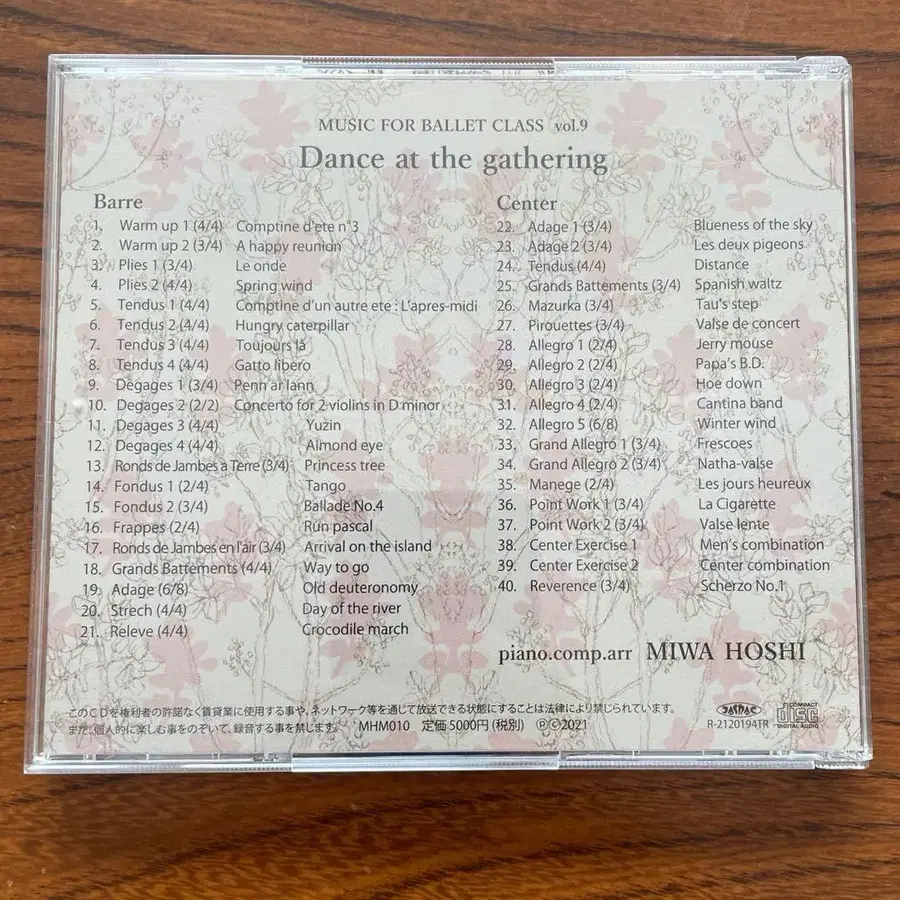 MUSIC FOR BALLET CLASS vol.9
Dance at the gathering
Barre
1. Warm up 1 (4/4) Comptine d'ete n°3
2. Warm up 2 (3/4) A happy reunion
3. Plies 1 (3/4) Le onde
4. Plies 2 (4/4) Spring wind
5. Tendus 1 (4/4) Comptine d'un autre ete : L'apres-midi
6. Tendus 2 (4/4) Hungry caterpillar
7. Tendus 3 (4/4) Toujours là
8. Tendus 4 (4/4) Gatto libero
9. Degages 1 (3/4) Penn ar lann
10. Degages 2 (2/2) Concerto for 2 violins in D minor
11. Degages 3 (4/4) Yuzin
12. Degages 4 (4/4) Almond eye
13. Ronds de Jambes a Terre (3/4) Princess tree
14. Fondus 1 (2/4) Tango
15. Fondus 2 (3/4) Ballade No.4
16. Frappes (2/4) Run pascal
17. Ronds de Jambes en l'air (3/4) Arrival on the island
18. Grands Battements (4/4) Way to go
19. Adage (6/8) Old deuteronomy
20. Strech (4/4) Day of the river
21. Releve (4/4) Crocodile march
Center
22. Adage 1 (3/4) Blueness of the sky
23. Adage 2 (3/4) Les deux pigeons
24. Tendus (4/4) Distance
25. Grands Battements (3/4) Spanish waltz
26. Mazurka (3/4) Tau's step
27. Pirouettes (3/4) Valse de concert
28. Allegro 1 (2/4) Jerry mouse
29. Allegro 2 (2/4) Papa's B.D.
30. Allegro 3 (2/4) Hoe down
31. Allegro 4 (2/4) Cantina band
32. Allegro 5 (6/8) Winter wind
33. Grand Allegro 1 (3/4) Frescoes
34. Grand Allegro 2 (3/4) Natha-valse
35. Manege (2/4) Les jours heureux
36. Point Work 1 (3/4) La Cigarette
37. Point Work 2 (3/4) Valse lente
38. Center Exercise 1 Men's combination
39. Center Exercise 2 Center combination
40. Reverence (3/4) Scherzo No.1
piano.comp.arr MIWA HOSHI
このCDを権利者の許諾なく賃貸業に使用する事や、ネットワーク等を通じて放送できる状態にすることは法律により禁じられています。
また、個人的に楽しむ事をのぞいて、録音する事を禁じます。 MHM010 定価5000円(税別) ℗©2021
JASRAC
R-2120194TR
COMPACT
disc
DIGITAL AUDIO